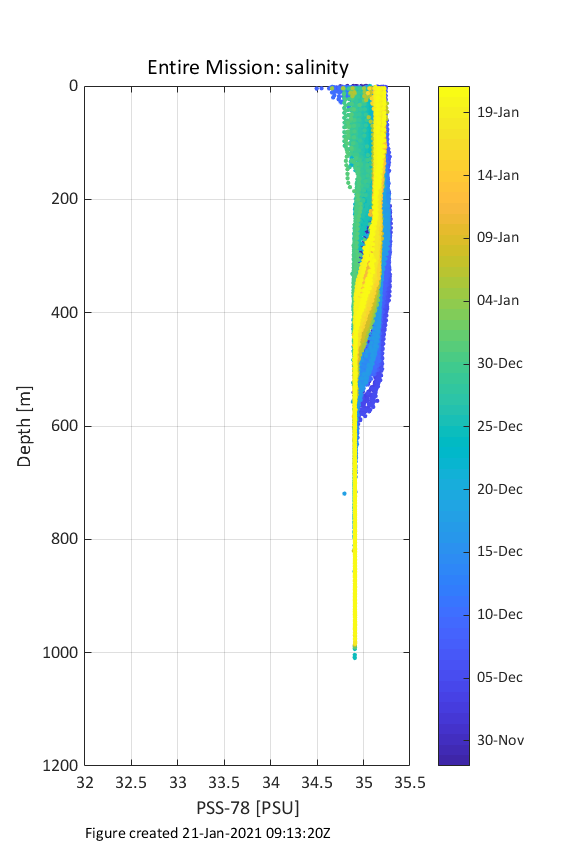 Entire Mission: salinity
0
200
400
600
800
1000
1200
Depth [m]
32 32.5 33 33.5 34 34.5 35 35.5
PSS-78 [PSU]
19-Jan
14-Jan
09-Jan
04-Jan
30-Dec
25-Dec
20-Dec
15-Dec
10-Dec
05-Dec
30-Nov
Figure created 21-Jan-2021 09:13:20Z